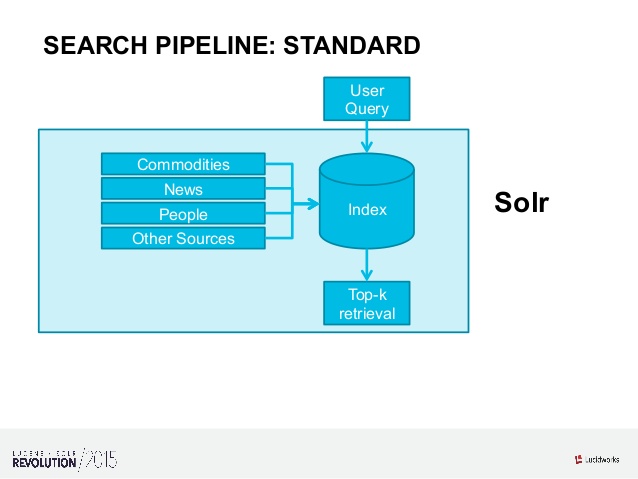 SEARCH PIPELINE: STANDARD
User
Query
Commodities
News
People
Other Sources
Index
Solr
Top-k
retrieval
LUCENE • SOLR
REVOLUTION /2015
Lucidworks